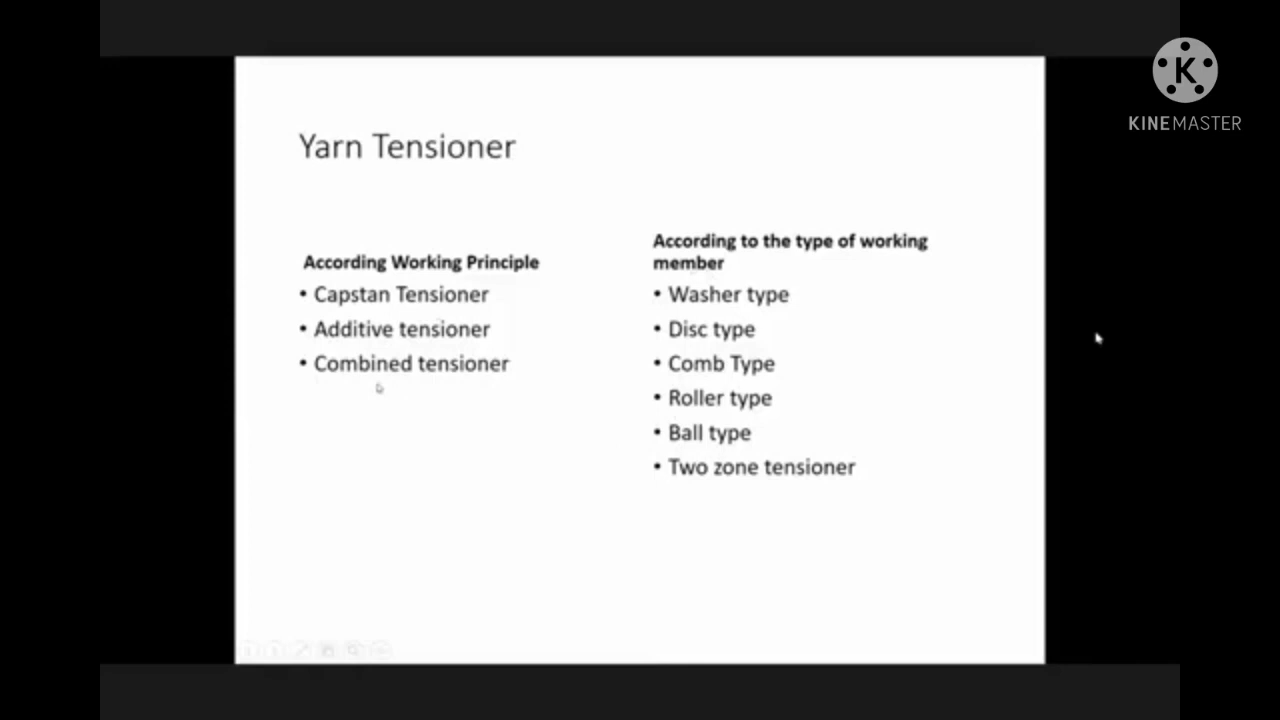 Yarn Tensioner
According Working Principle
• Capstan Tensioner
• Additive tensioner
• Combined tensioner
According to the type of working
member
• Washer type
• Disc type
• Comb Type
• Roller type
• Ball type
• Two zone tensioner
K
KINEMASTER